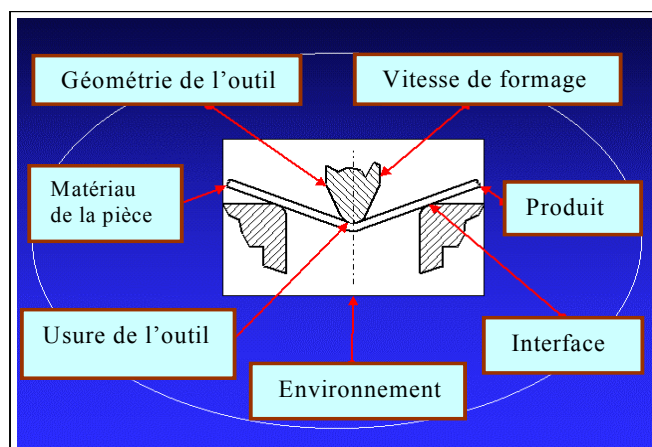 Géométrie de l'outil
Vitesse de formage
Matériau
de la pièce
Produit
Usure de l'outil
Interface
Environnement